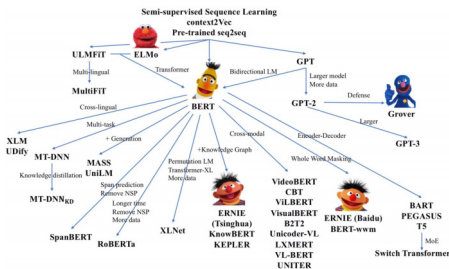 Semi-supervised Sequence Learning
context2Vec
Pre-trained seq2seq
ULMFiT
ELMo
GPT
Multi-lingual
Transformer
Bidirectional LM
Larger model
More data
MultiFiT
BERT
GPT-2
Defense
Grover
Cross-lingual
Multi-task
Larger
GPT-3
XLM
UDify
MT-DNN
+ Generation
MASS
UniLM
+Knowledge Graph
Cross-modal
Encoder-Decoder
Whole Word Masking
Knowledge distillation
MT-DNNKD
Span prediction
Remove NSP
Longer time
Remove NSP
More data
Permutation LM
Transformer-XL
More data
SpanBERT
RoBERTa
XLNet
ERNIE
(Tsinghua)
KnowBERT
KEPLER
VideoBERT
CBT
ViLBERT
VisualBERT
B2T2
Unicoder-VL
LXMERT
VL-BERT
UNITER
ERNIE (Baidu)
BERT-wwm
BART
PEGASUS
T5
MoE
Switch Transformer